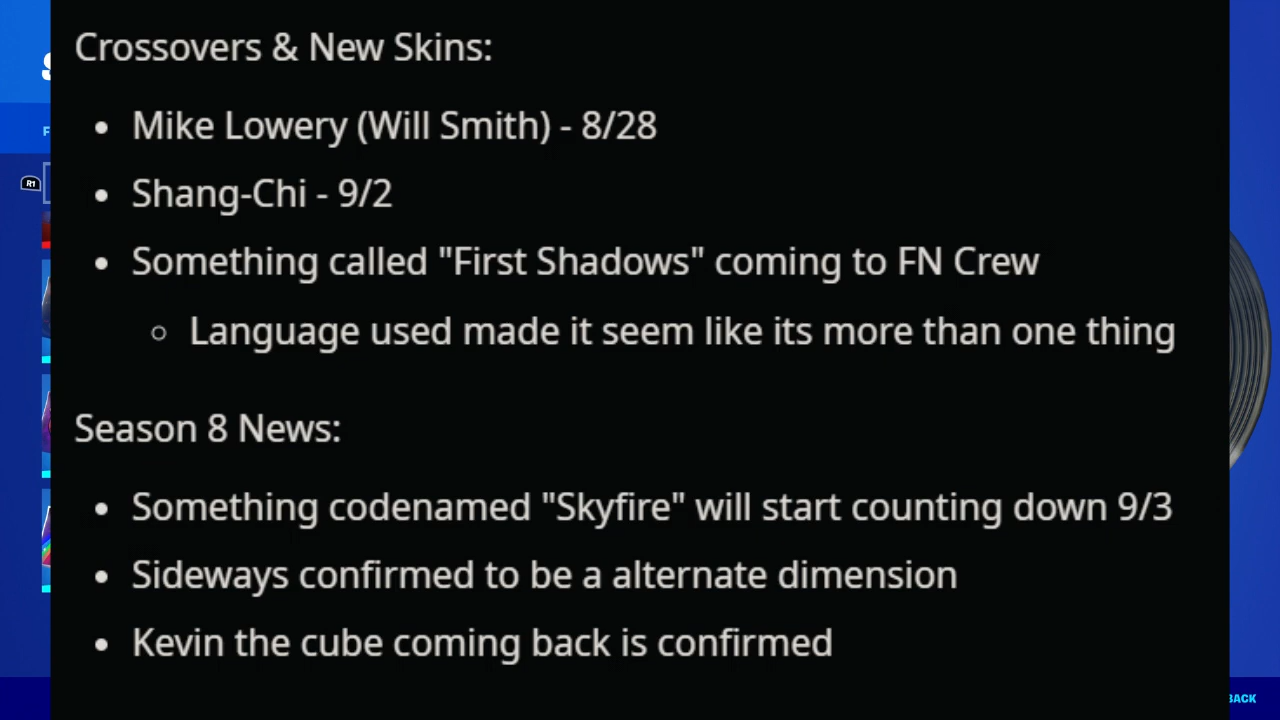 Crossovers & New Skins:
Mike Lowery (Will Smith) - 8/28
Shang-Chi - 9/2
Something called "First Shadows" coming to FN Crew
Language used made it seem like its more than one thing
Season 8 News:
Something codenamed "Skyfire" will start counting down 9/3
Sideways confirmed to be a alternate dimension
Kevin the cube coming back is confirmed
R1
BACK